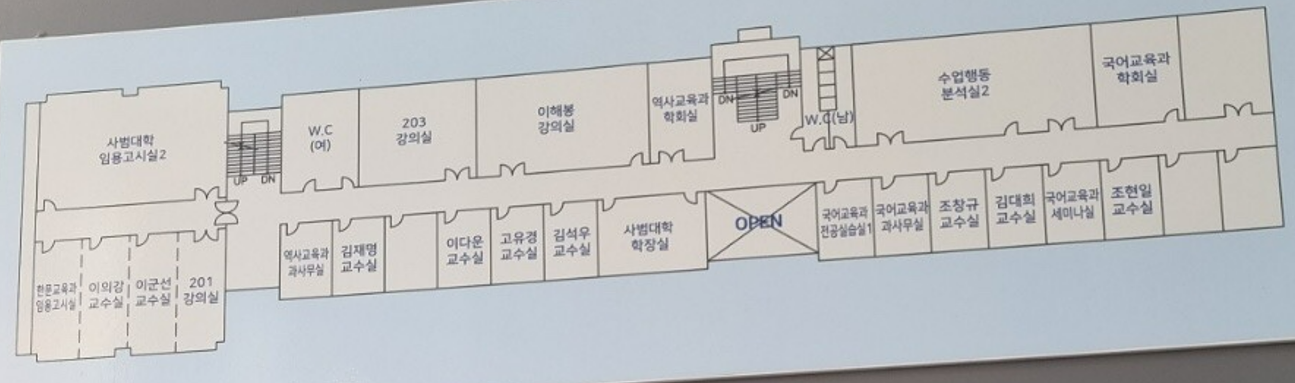 사범대학
임용고시실2
UP DN
W.C
(여)
203
강의실
이해봉
강의실
역사교육과
학회실
DN DN
UP
W.C(남)
수업행동
분석실2
국어교육과
학회실
한문교육과
임용고시실
이의강
교수실
이군선
교수실
201
강의실
역사교육과
과사무실
김재명
교수실
이다운
교수실
고유경
교수실
김석우
교수실
사범대학
학장실
OPEN
국어교육과
전공실습실1
국어교육과
과사무실
조창규
교수실
김대희
교수실
국어교육과
세미나실
조현일
교수실